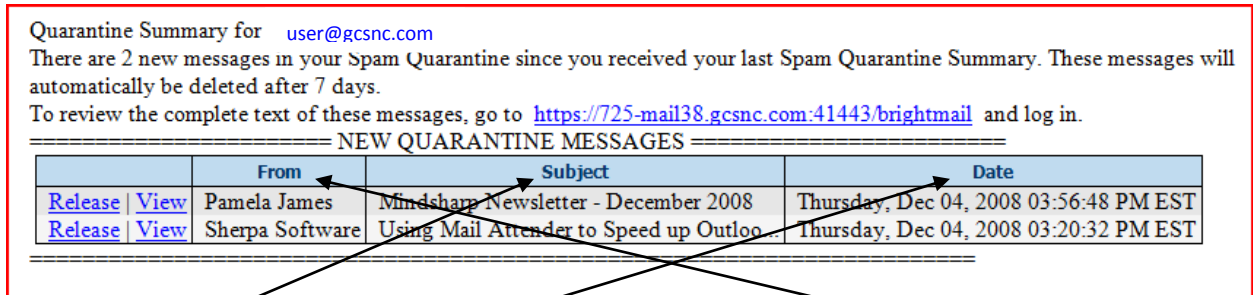 Quarantine Summary for user@gcsnc.com
There are 2 new messages in your Spam Quarantine since you received your last Spam Quarantine Summary. These messages will
automatically be deleted after 7 days.
To review the complete text of these messages, go to https://725-mail38.gcsnc.com:41443/brightmail and log in.
======================= NEW QUARANTINE MESSAGES ========================
From Subject Date
Release | View Pamela James Mindsharp Newsletter - December 2008 Thursday, Dec 04, 2008 03:56:48 PM EST
Release | View Sherpa Software Using Mail Attender to Speed up Outloo... Thursday, Dec 04, 2008 03:20:32 PM EST
========================================================================